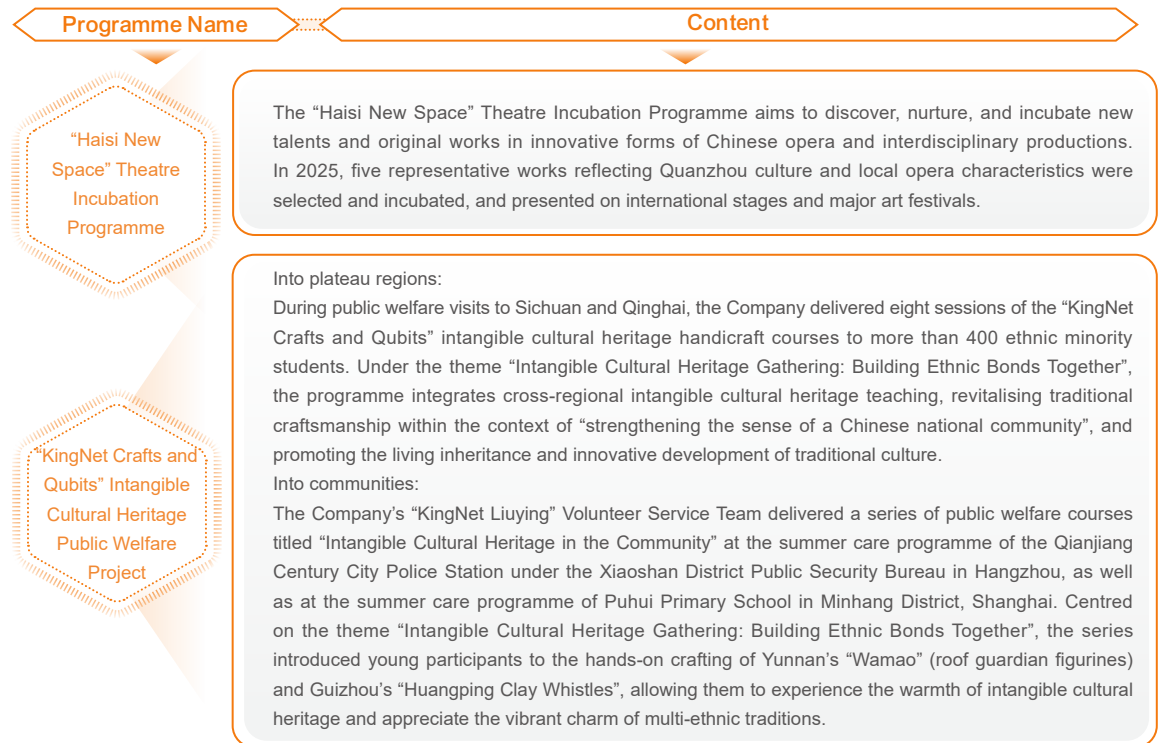 Programme Name
Content
“Haisi New
Space” Theatre
Incubation
Programme
The “Haisi New Space” Theatre Incubation Programme aims to discover, nurture, and incubate new
talents and original works in innovative forms of Chinese opera and interdisciplinary productions.
In 2025, five representative works reflecting Quanzhou culture and local opera characteristics were
selected and incubated, and presented on international stages and major art festivals.
“KingNet Crafts and
Qubits” Intangible
Cultural Heritage
Public Welfare
Project
Into plateau regions:
During public welfare visits to Sichuan and Qinghai, the Company delivered eight sessions of the “KingNet
Crafts and Qubits” intangible cultural heritage handicraft courses to more than 400 ethnic minority
students. Under the theme “Intangible Cultural Heritage Gathering: Building Ethnic Bonds Together”,
the programme integrates cross-regional intangible cultural heritage teaching, revitalising traditional
craftsmanship within the context of “strengthening the sense of a Chinese national community”, and
promoting the living inheritance and innovative development of traditional culture.
Into communities:
The Company’s “KingNet Liuying” Volunteer Service Team delivered a series of public welfare courses
titled “Intangible Cultural Heritage in the Community” at the summer care programme of the Qianjiang
Century City Police Station under the Xiaoshan District Public Security Bureau in Hangzhou, as well
as at the summer care programme of Puhui Primary School in Minhang District, Shanghai. Centred
on the theme “Intangible Cultural Heritage Gathering: Building Ethnic Bonds Together”, the series
introduced young participants to the hands-on crafting of Yunnan’s “Wamao” (roof guardian figurines)
and Guizhou’s “Huangping Clay Whistles”, allowing them to experience the warmth of intangible cultural
heritage and appreciate the vibrant charm of multi-ethnic traditions.